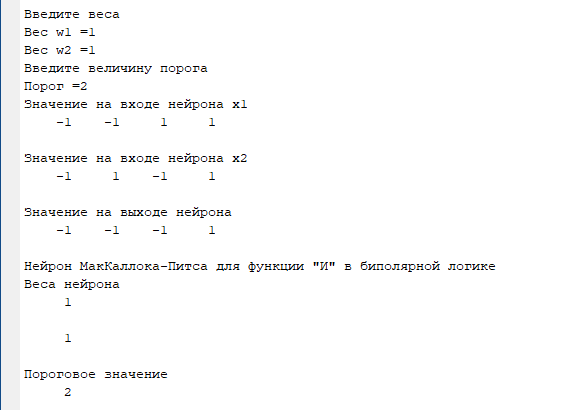 Введите веса
Вес w1 =1
Вес w2 =1
Введите величину порога
Порог =2
Значение на входе нейрона x1
-1 -1 1 1
Значение на входе нейрона x2
-1 1 -1 1
Значение на выходе нейрона
-1 -1 -1 1
Нейрон МакКаллока-Питса для функции "И" в биполярной логике
Веса нейрона
1
1
Пороговое значение
2